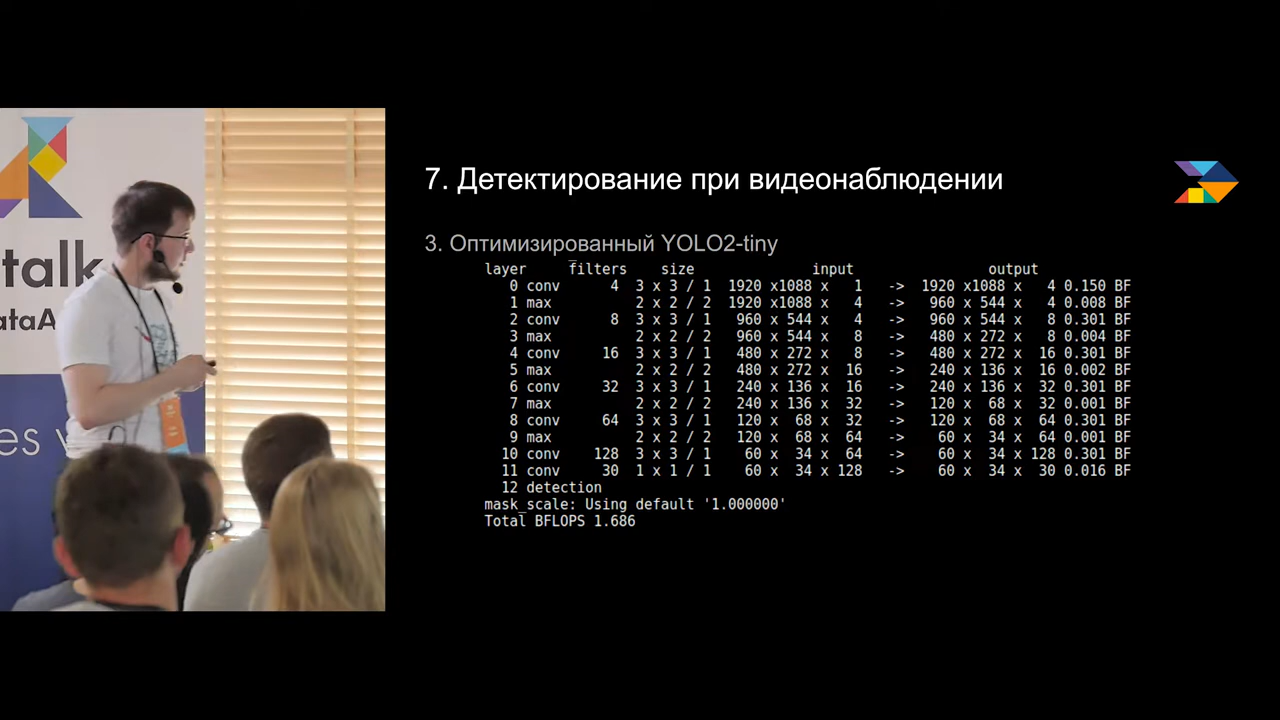 talk
ataA
es
7. Детектирование при видеонаблюдении
3. Оптимизированный YOLO2-tiny
layer filters size input output
0 conv 4 3 x 3 / 1 1920 x1088 x 1 -> 1920 x1088 x 4 0.150 BF
1 max 2 x 2 / 2 1920 x1088 x 4 -> 960 x 544 x 4 0.008 BF
2 conv 8 3 x 3 / 1 960 x 544 x 4 -> 960 x 544 x 8 0.301 BF
3 max 2 x 2 / 2 960 x 544 x 8 -> 480 x 272 x 8 0.004 BF
4 conv 16 3 x 3 / 1 480 x 272 x 8 -> 480 x 272 x 16 0.301 BF
5 max 2 x 2 / 2 480 x 272 x 16 -> 240 x 136 x 16 0.002 BF
6 conv 32 3 x 3 / 1 240 x 136 x 16 -> 240 x 136 x 32 0.301 BF
7 max 2 x 2 / 2 240 x 136 x 32 -> 120 x 68 x 32 0.001 BF
8 conv 64 3 x 3 / 1 120 x 68 x 32 -> 120 x 68 x 64 0.301 BF
9 max 2 x 2 / 2 120 x 68 x 64 -> 60 x 34 x 64 0.001 BF
10 conv 128 3 x 3 / 1 60 x 34 x 64 -> 60 x 34 x 128 0.301 BF
11 conv 30 1 x 1 / 1 60 x 34 x 128 -> 60 x 34 x 30 0.016 BF
12 detection
mask_scale: Using default '1.000000'
Total BFLOPS 1.686